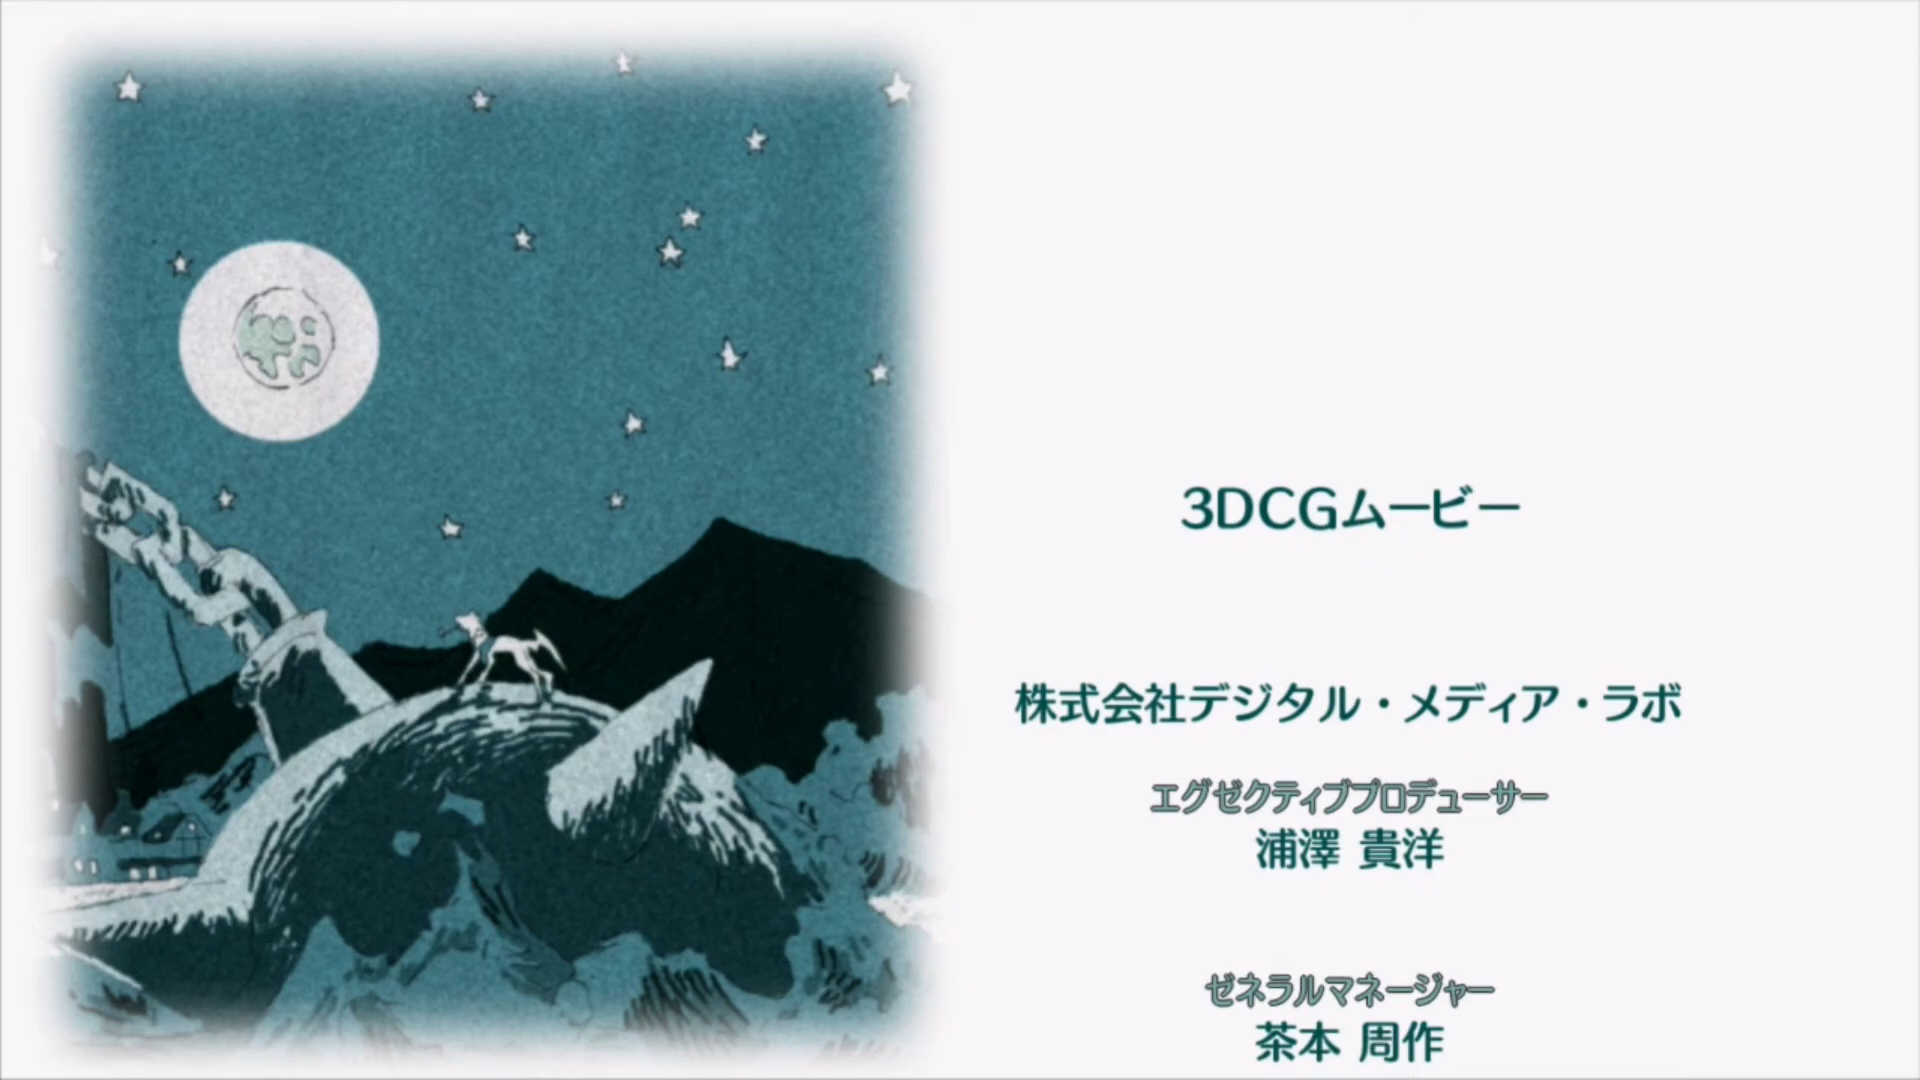 3DCGムービー
株式会社デジタル・メディア・ラボ
エグゼクティブプロデューサー
浦澤 貴洋
ゼネラルマネージャー
茶本 周作